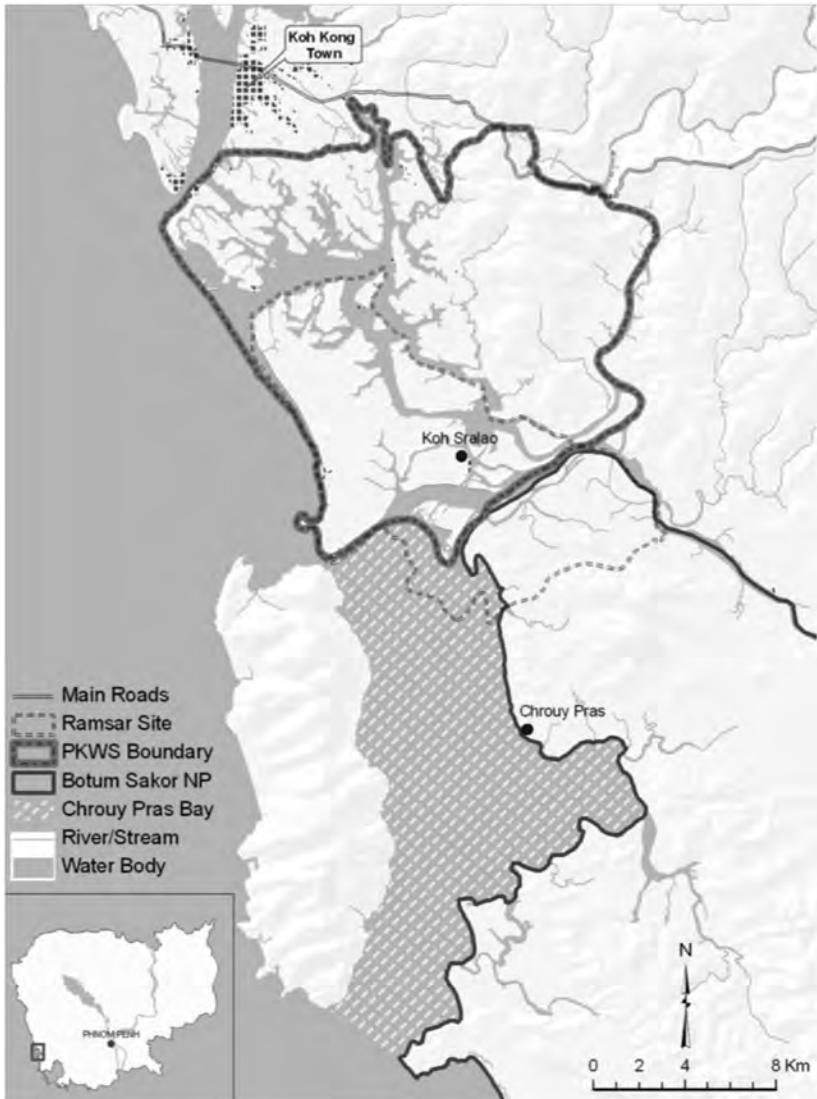 Koh Kong
Town
Koh Sralao
Chrouy Pras
Main Roads
Ramsar Site
PKWS Boundary
Botum Sakor NP
Chrouy Pras Bay
River/Stream
Water Body
PHNOM PENH
N
0 2 4 8 Km